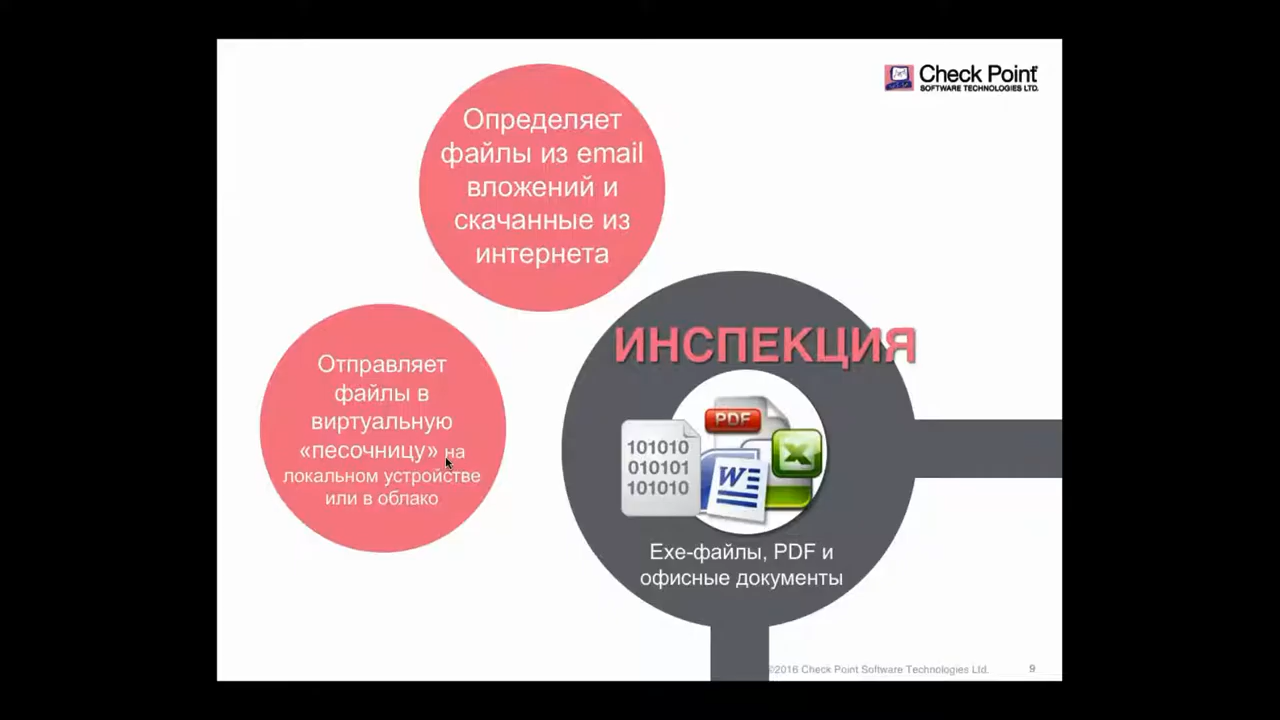 Check Point
SOFTWARE TECHNOLOGIES LTD.
Определяет
файлы из email
вложений и
скачанные из
интернета
Отправляет
файлы в
виртуальную
«песочницу» на
локальном устройстве
или в облако
ИНСПЕКЦИЯ
PDF
101010
010101
101010
W
X
Exe-файлы, PDF и
офисные документы
©2016 Check Point Software Technologies Ltd.
9